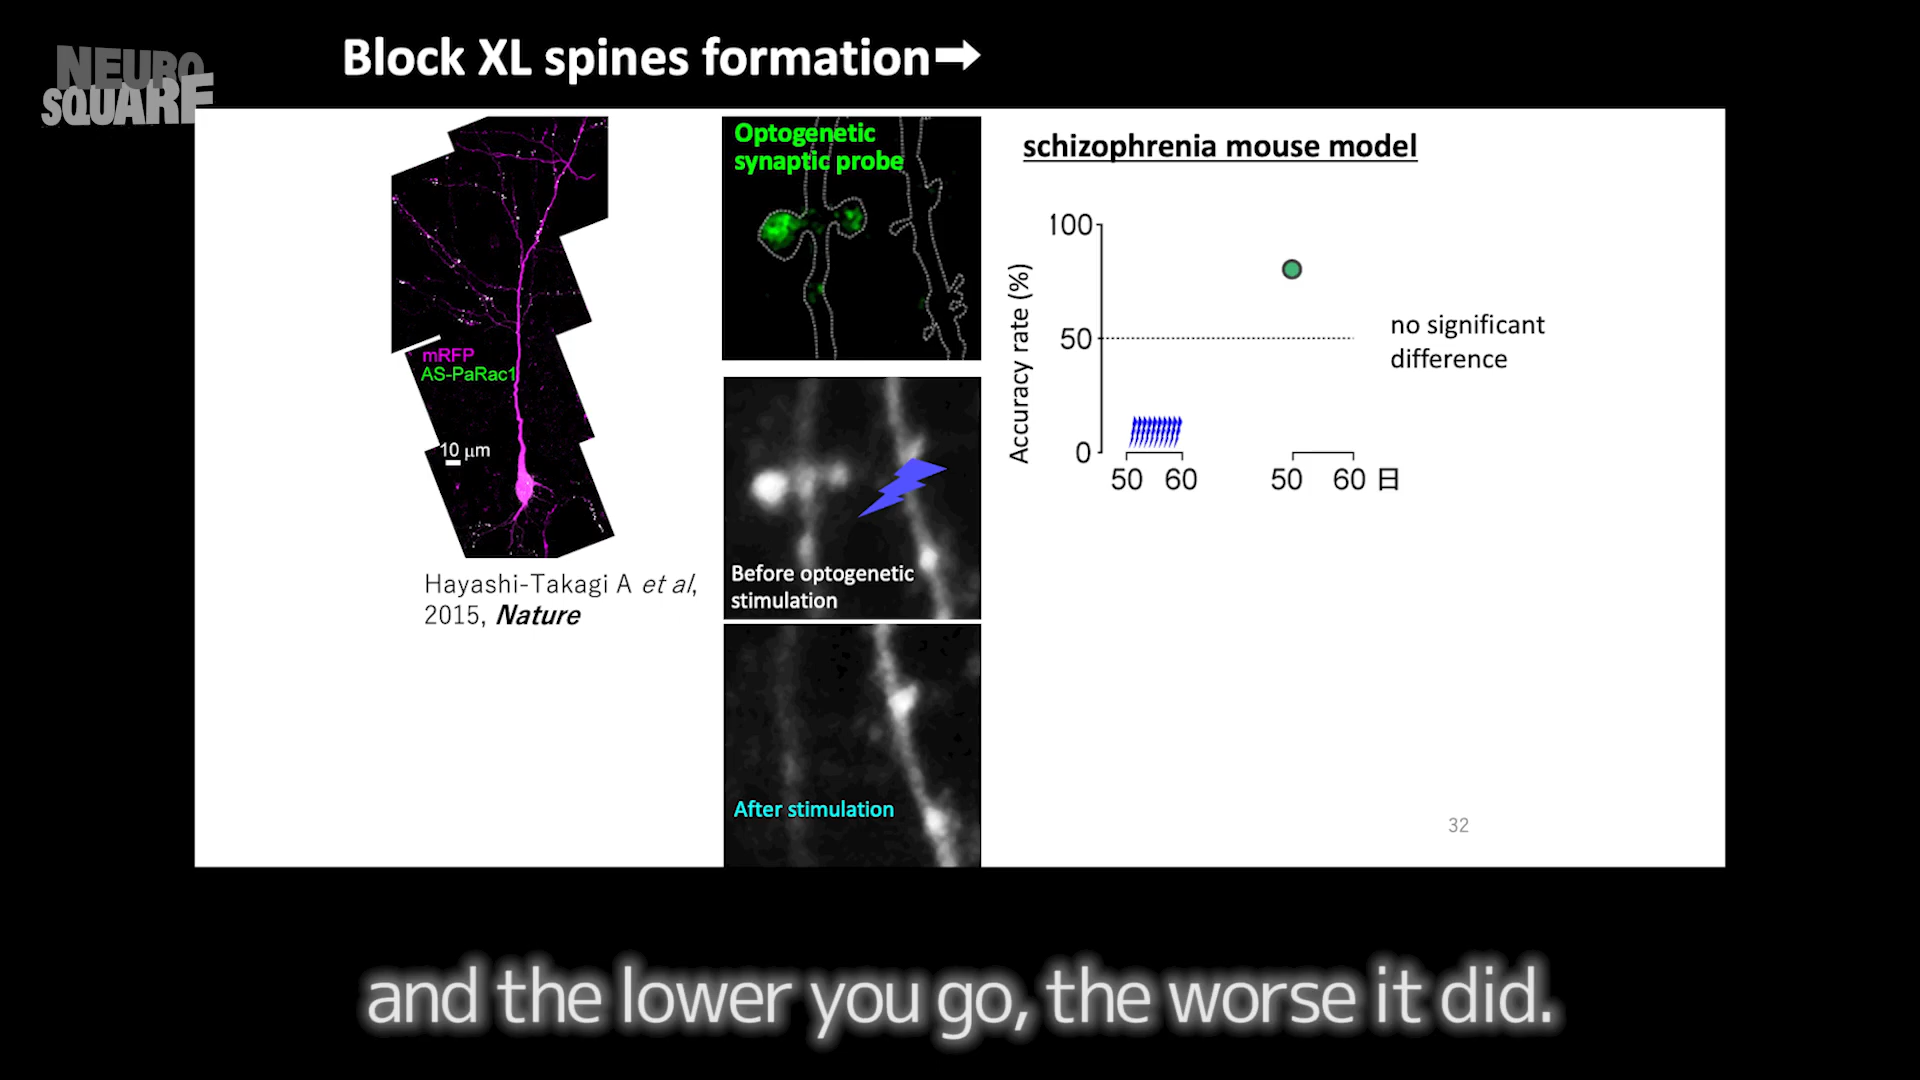 NEURO
SQUARE
Block XL spines formation➡
mRFP
AS-PaRac1
10 μm
Hayashi-Takagi A et al,
2015, Nature
Optogenetic
synaptic probe
Before optogenetic
stimulation
After stimulation
schizophrenia mouse model
Accuracy rate (%)
100
50
0
50 60 50 60 日
no significant
difference
32
and the lower you go, the worse it did.